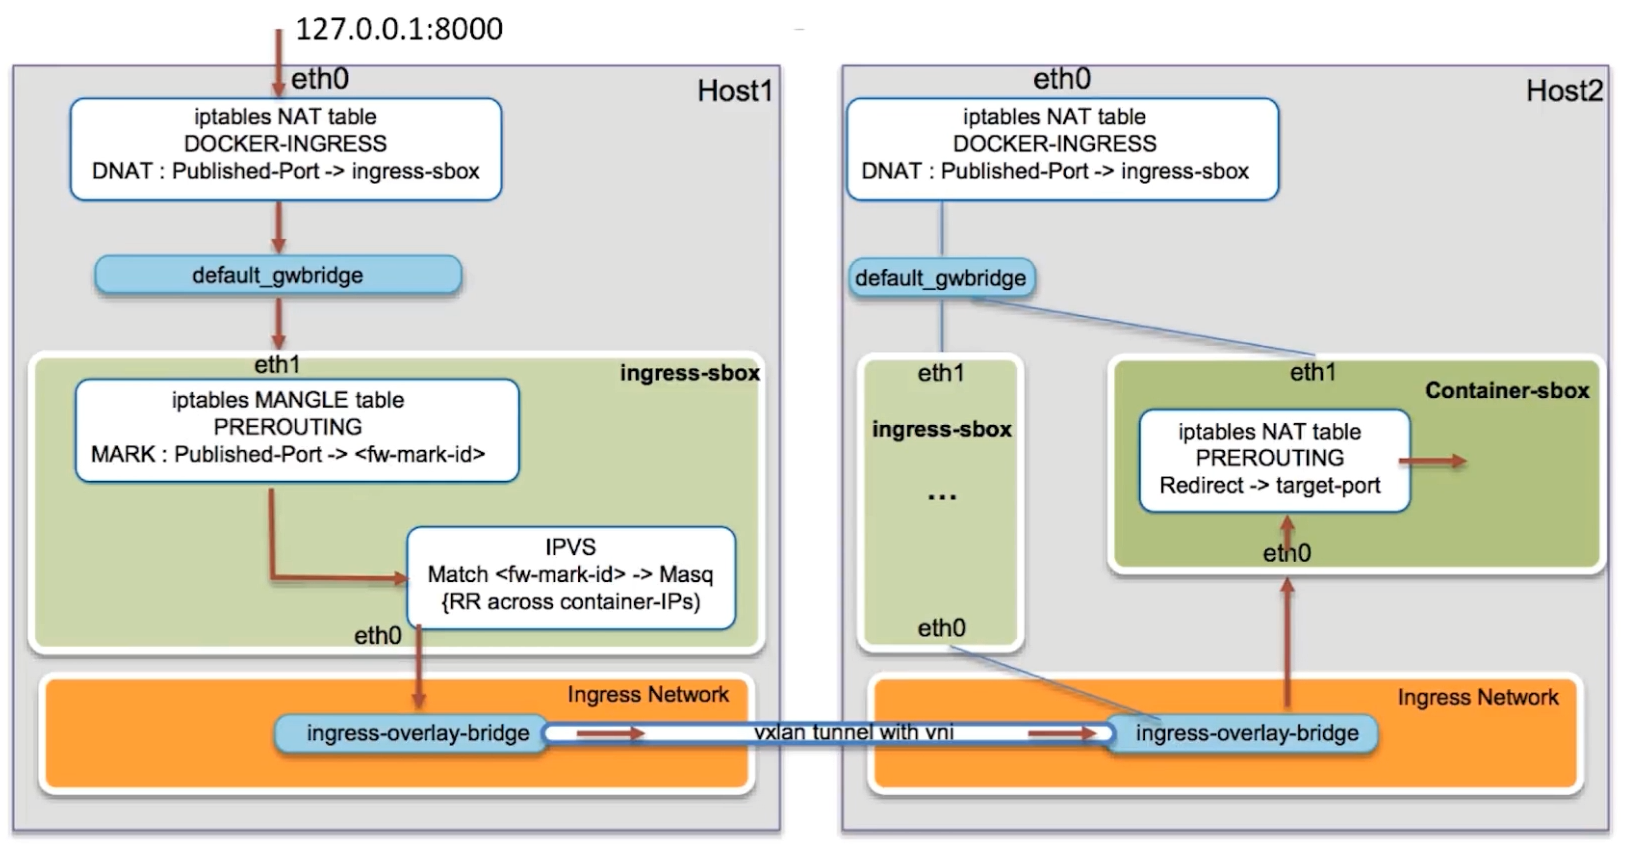 127.0.0.1:8000
eth0
Host1
iptables NAT table
DOCKER-INGRESS
DNAT : Published-Port -> ingress-sbox
default_gwbridge
eth1
ingress-sbox
iptables MANGLE table
PREROUTING
MARK : Published-Port -> <fw-mark-id>
IPVS
Match <fw-mark-id> -> Masq
{RR across container-IPs)
eth0
Ingress Network
ingress-overlay-bridge
vxlan tunnel with vni
eth0
Host2
iptables NAT table
DOCKER-INGRESS
DNAT : Published-Port -> ingress-sbox
default_gwbridge
eth1
ingress-sbox
...
eth0
eth1
Container-sbox
iptables NAT table
PREROUTING
Redirect -> target-port
eth0
Ingress Network
ingress-overlay-bridge